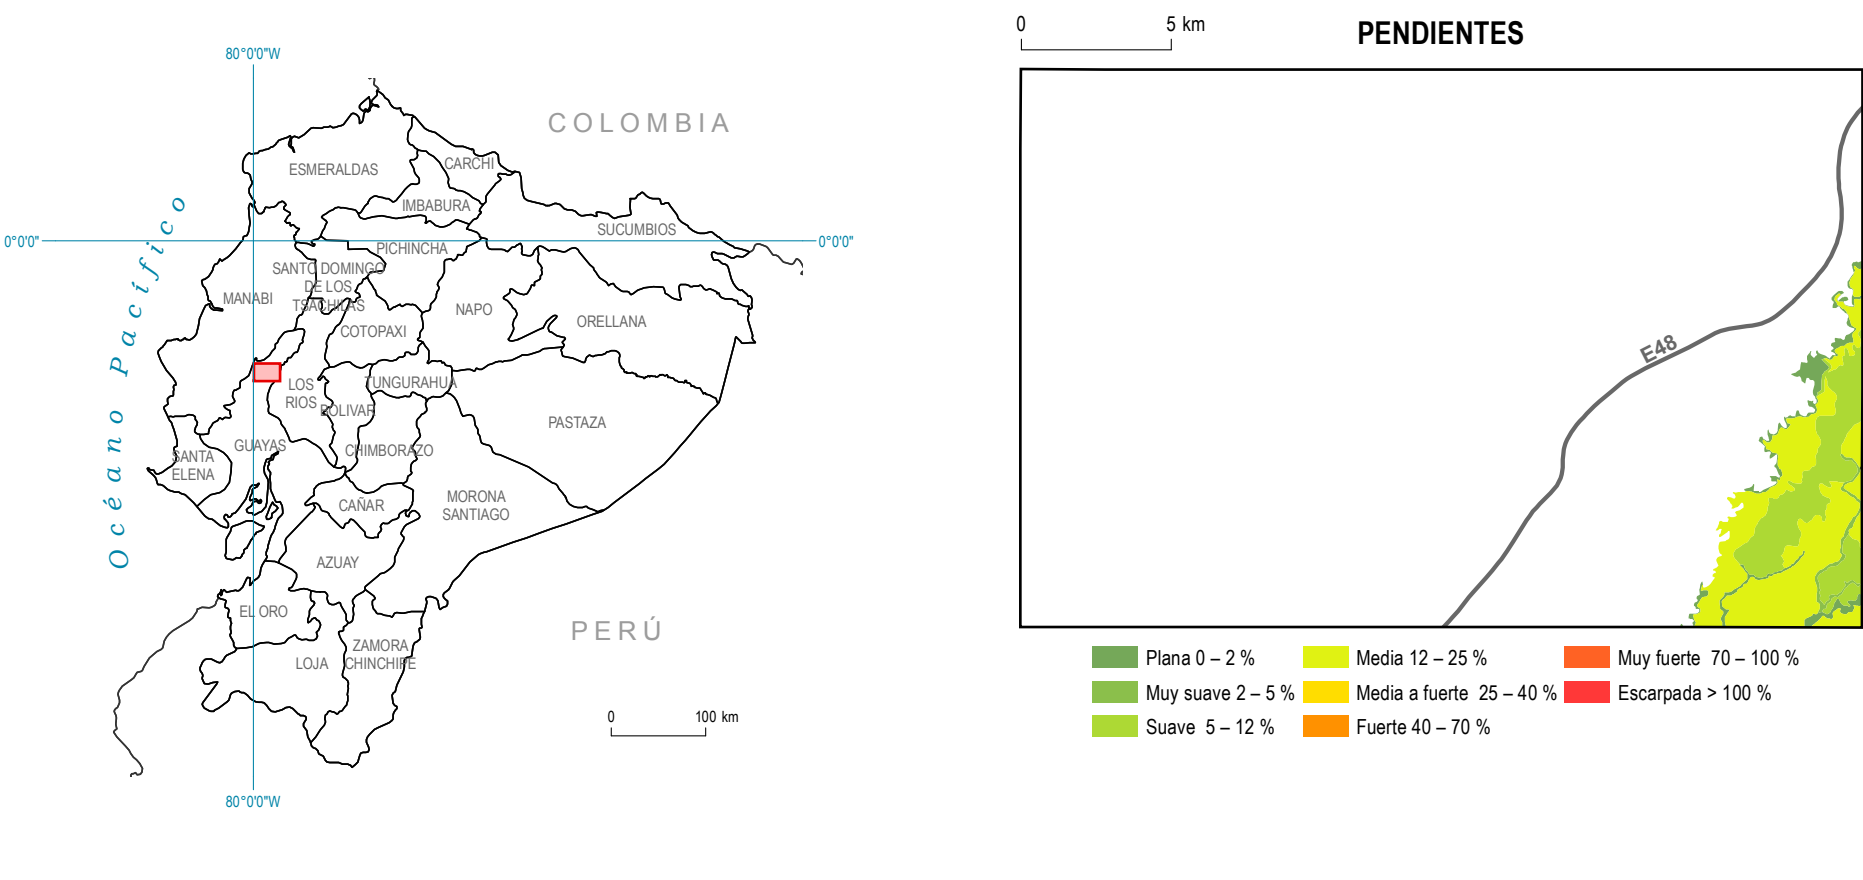 80°0'0"W
COLOMBIA
ESMERALDAS
CARCHI
IMBABURA
SUCUMBIOS
0°0'0"
0°0'0"
PICHINCHA
SANTO DOMINGO
DE LOS
TSACHILAS
MANABI
NAPO
ORELLANA
COTOPAXI
Océano Pacífico
LOS
RIOS
TUNGURAHUA
BOLIVAR
PASTAZA
GUAYAS
CHIMBORAZO
SANTA
ELENA
CAÑAR
MORONA
SANTIAGO
AZUAY
EL ORO
PERÚ
ZAMORA
CHINCHIPE
LOJA
0 100 km
80°0'0"W
0 5 km
PENDIENTES
E48
Plana 0 – 2 %
Muy suave 2 – 5 %
Suave 5 – 12 %
Media 12 – 25 %
Media a fuerte 25 – 40 %
Fuerte 40 – 70 %
Muy fuerte 70 – 100 %
Escarpada > 100 %